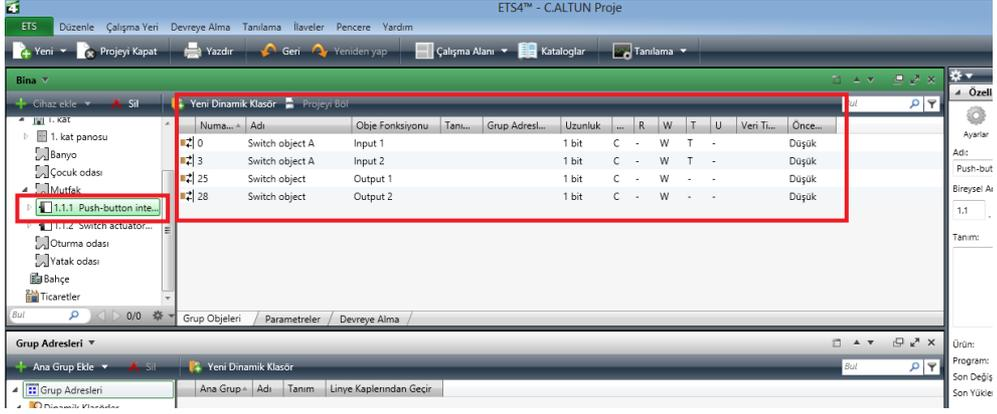 ETS4™ - C.ALTUN Proje
ETS Düzenle Çalışma Yeri Devreye Alma Tanılama İlaveler Pencere Yardım
Yeni Projeyi Kapat Yazdır Geri Yeniden yap Çalışma Alanı Kataloglar Tanılama
Bina
Cihaz ekle Sil Yeni Dinamik Klasör Projeyi Böl Bul
Özell
Numa... Adı Obje Fonksiyonu Tanı... Grup Adresl... Uzunluk ... R W T U Veri Ti... Önce...
0 Switch object A Input 1 1 bit C - W T - Düşük
3 Switch object A Input 2 1 bit C - W T - Düşük
25 Switch object Output 1 1 bit C - W - - Düşük
28 Switch object Output 2 1 bit C - W - - Düşük
1. kat
1. kat panosu
Banyo
Çocuk odası
Mutfak
1.1.1 Push-button inte...
1.1.2 Switch actuator...
Oturma odası
Yatak odası
Bahçe
Ticaretler
Bul 0/0
Grup Objeleri Parametreler Devreye Alma
Ayarlar
Adı:
Push-but
Bireysel A
1.1 .
Tanım:
Ürün:
Program:
Son Değiş
Son Yükle
Grup Adresleri
Ana Grup Ekle Sil Yeni Dinamik Klasör Bul
Grup Adresleri
Dinamik Klasörler
Ana Grup Adı Tanım Linye Kaplerından Geçir